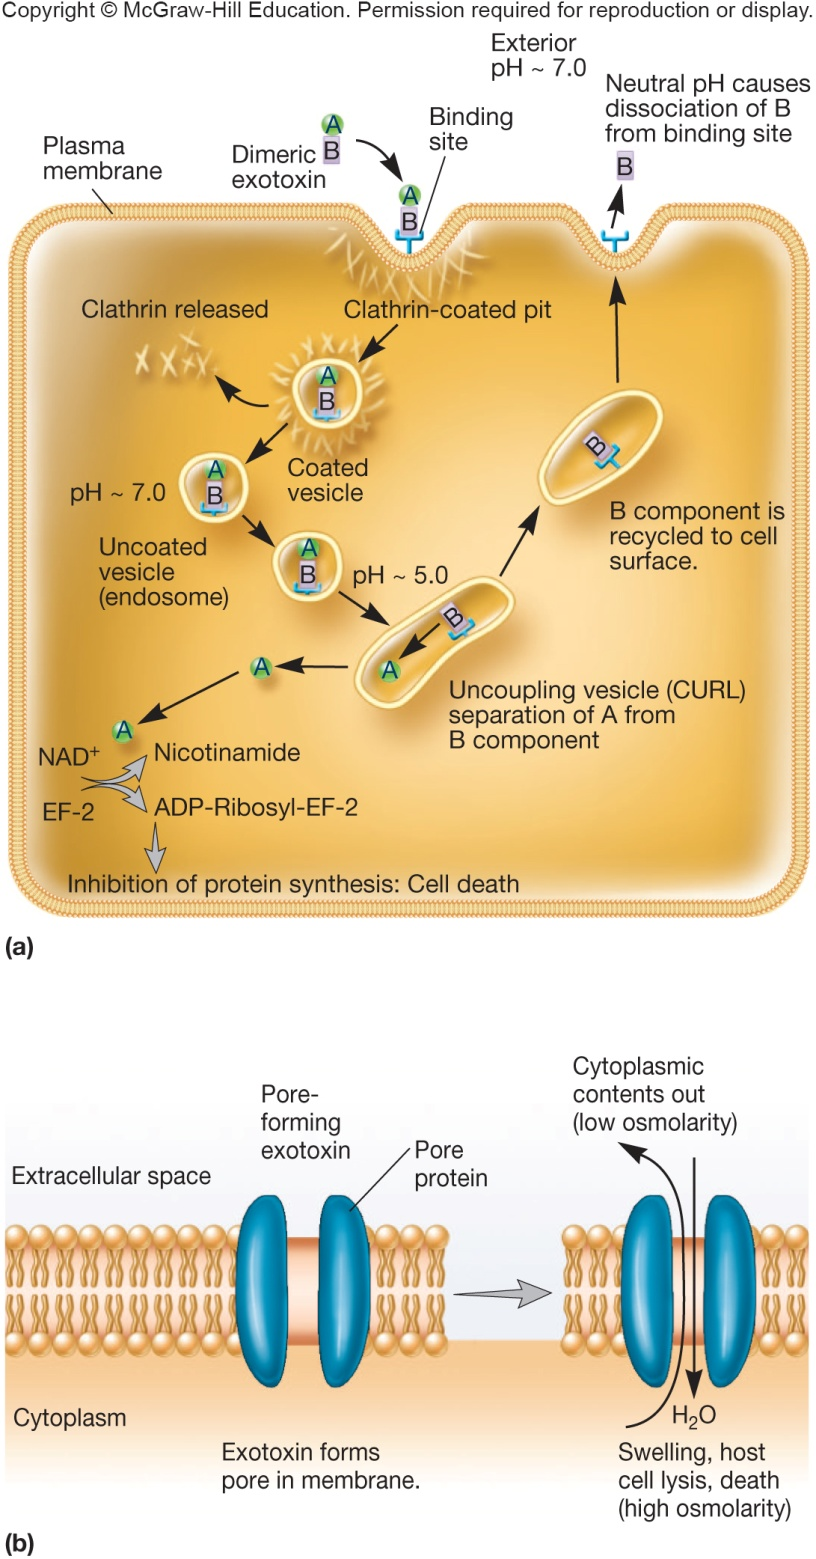 Copyright © McGraw-Hill Education. Permission required for reproduction or display.
Exterior
pH ~ 7.0
Neutral pH causes
dissociation of B
from binding site
B
Binding
site
A
B
Dimeric
exotoxin
Plasma
membrane
A
B
Clathrin released
Clathrin-coated pit
A
B
Coated
vesicle
A
B
pH ~ 7.0
Uncoated
vesicle
(endosome)
A
B
pH ~ 5.0
B
B component is
recycled to cell
surface.
B
A
Uncoupling vesicle (CURL)
separation of A from
B component
A
A
NAD+
Nicotinamide
EF-2
ADP-Ribosyl-EF-2
Inhibition of protein synthesis: Cell death
(a)
Pore-
forming
exotoxin
Pore
protein
Cytoplasmic
contents out
(low osmolarity)
Extracellular space
Cytoplasm
H2O
Exotoxin forms
pore in membrane.
Swelling, host
cell lysis, death
(high osmolarity)
(b)